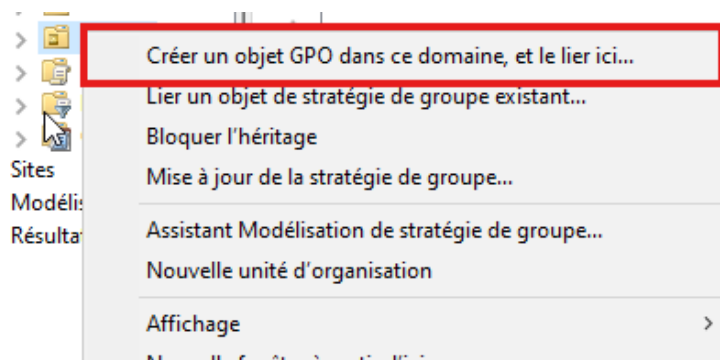 Créer un objet GPO dans ce domaine, et le lier ici...
Lier un objet de stratégie de groupe existant...
Bloquer l'héritage
Sites
Mise à jour de la stratégie de groupe...
Modélis
Résulta
Assistant Modélisation de stratégie de groupe...
Nouvelle unité d'organisation
Affichage